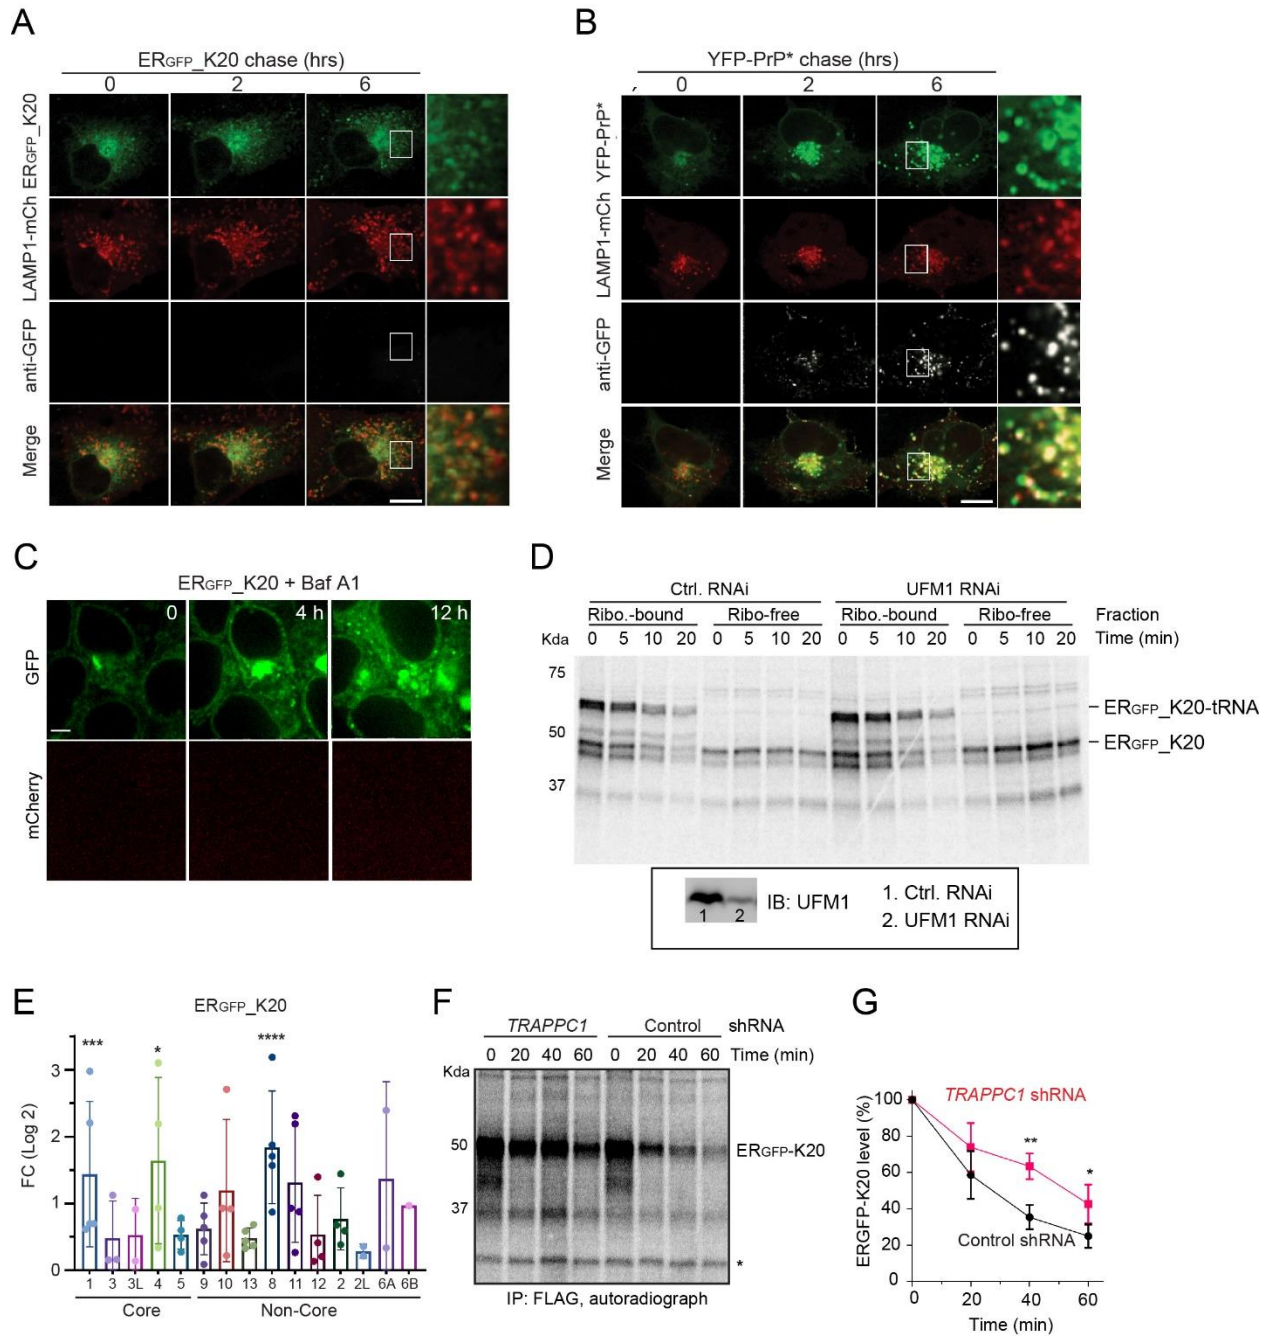 A
ERGFP_K20 chase (hrs)
0 2 6
ERGFP_K20
LAMP1-mCh
anti-GFP
Merge
B
YFP-PrP* chase (hrs)
0 2 6
YFP-PrP*
LAMP1-mCh
anti-GFP
Merge
C
ERGFP_K20 + Baf A1
0 4 h 12 h
GFP
mCherry
D
Ctrl. RNAi UFM1 RNAi
Ribo.-bound Ribo-free Ribo.-bound Ribo-free Fraction
Kda 0 5 10 20 0 5 10 20 0 5 10 20 0 5 10 20 Time (min)
75
ERGFP_K20-tRNA
50
ERGFP_K20
37
1 2 IB: UFM1
1. Ctrl. RNAi
2. UFM1 RNAi
E
ERGFP_K20
FC (Log 2)
3
2
1
0
*** * ****
1 3 3L 4 5 9 10 13 8 11 12 2 2L 6A 6B
Core Non-Core
F
TRAPPC1 Control shRNA
0 20 40 60 0 20 40 60 Time (min)
Kda
50
ERGFP-K20
37
*
IP: FLAG, autoradiograph
G
ERGFP-K20 level (%)
100
80
60
40
20
0
TRAPPC1 shRNA
**
*
Control shRNA
0 20 40 60
Time (min)